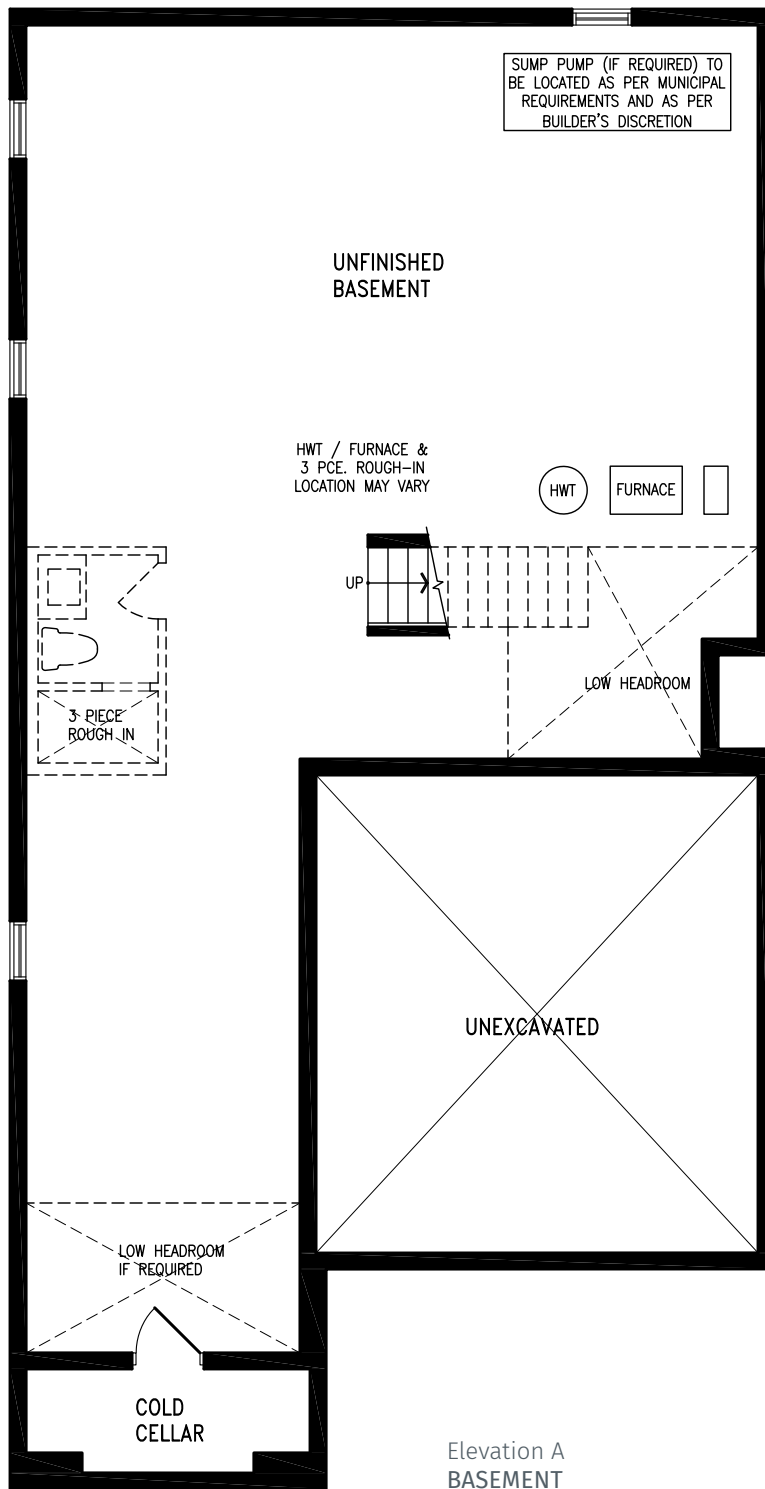 SUMP PUMP (IF REQUIRED) TO
BE LOCATED AS PER MUNICIPAL
REQUIREMENTS AND AS PER
BUILDER'S DISCRETION
UNFINISHED
BASEMENT
HWT / FURNACE &
3 PCE. ROUGH-IN
LOCATION MAY VARY
HWT
FURNACE
UP
LOW HEADROOM
3 PIECE
ROUGH IN
UNEXCAVATED
LOW HEADROOM
IF REQUIRED
COLD
CELLAR
Elevation A
BASEMENT